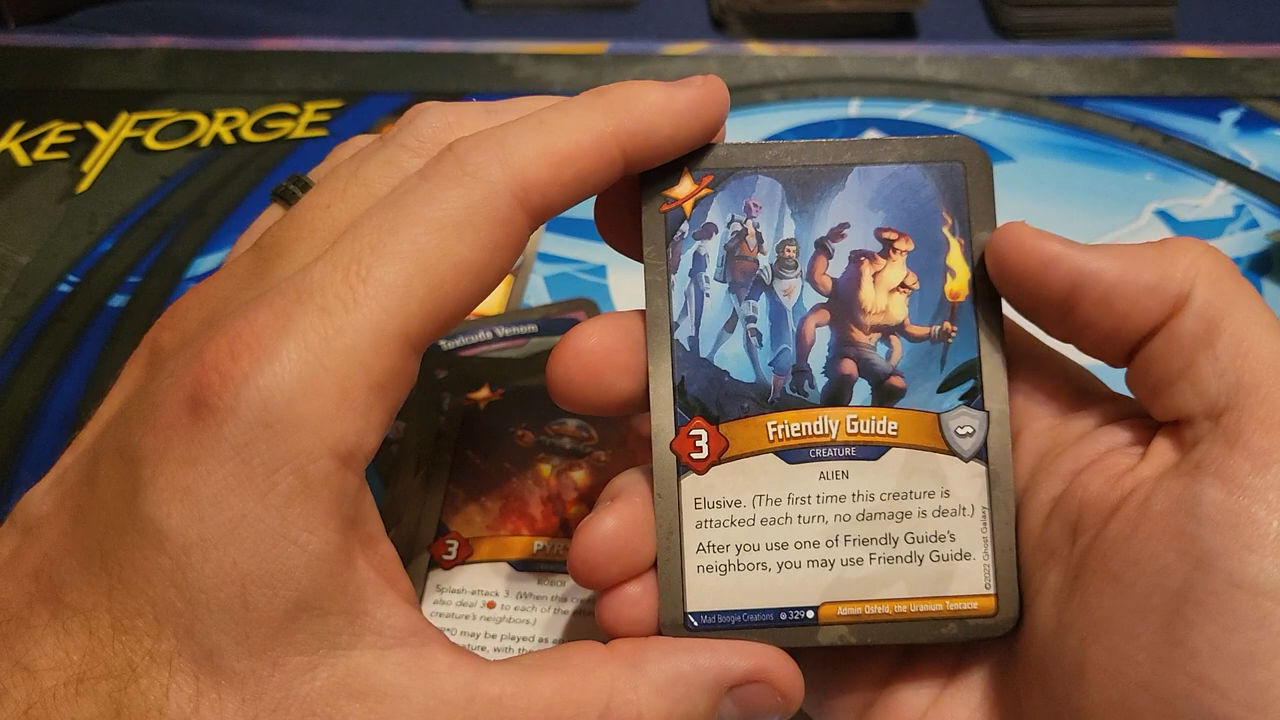 KEYFORGE
Toxicude Venom
3
Splash-attack 3. (When this
also deal 3 to each of the
creature's neighbors.)
may be played as
with the
3
Friendly Guide
CREATURE
ALIEN
Elusive. (The first time this creature is
attacked each turn, no damage is dealt.)
After you use one of Friendly Guide's
neighbors, you may use Friendly Guide.
©2022 Ghost Galaxy
Mad Boogie Creations 329
Admin Osfeld, the Uranium Tentacle